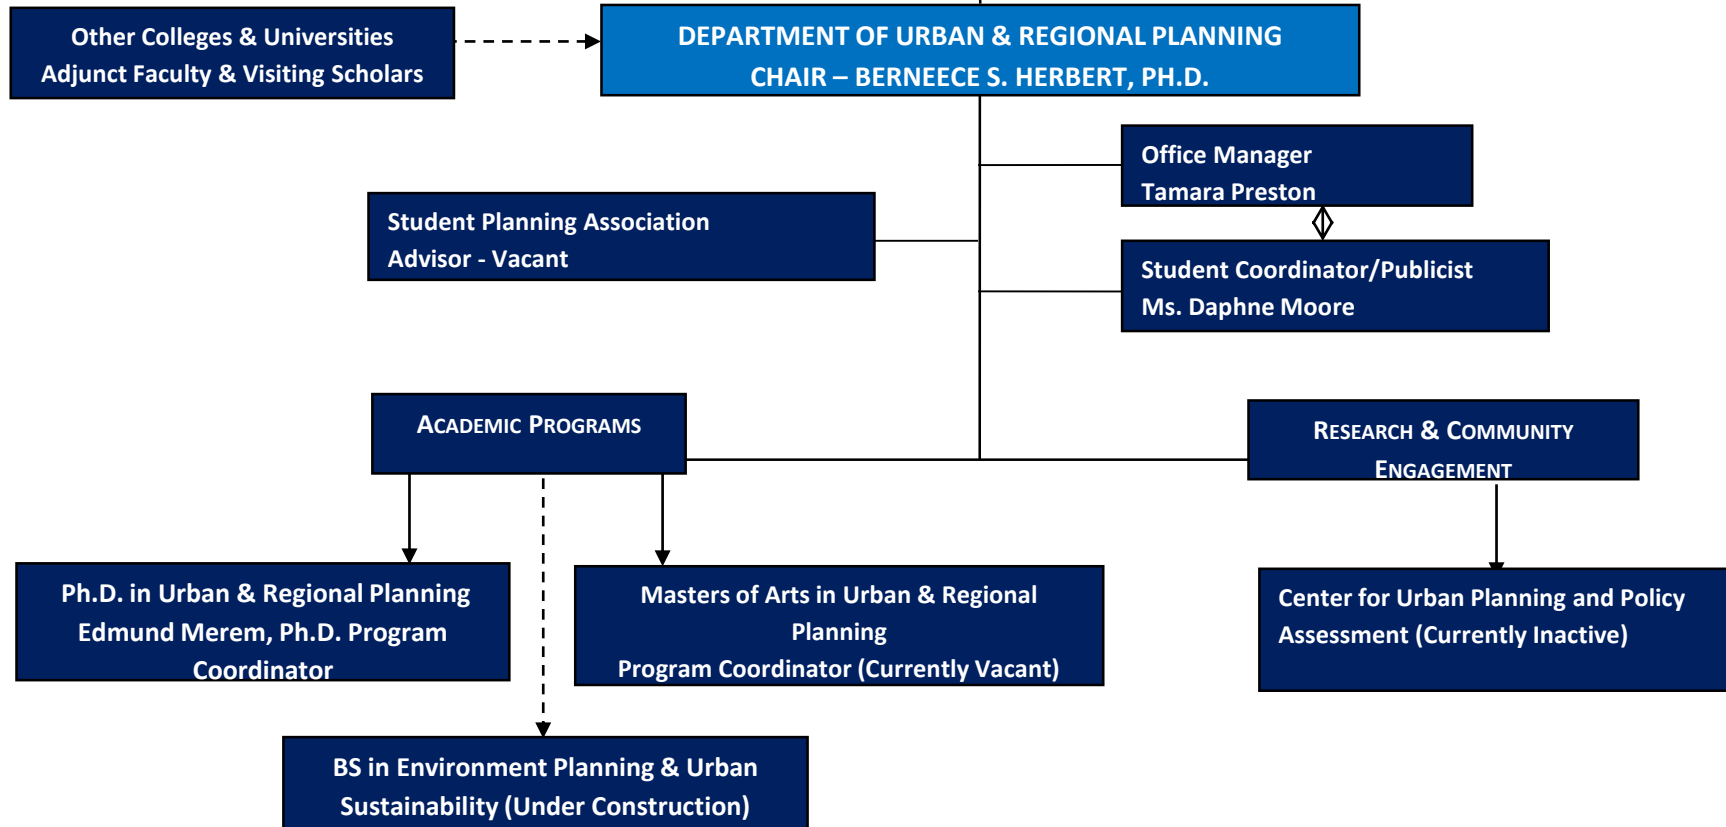 Other Colleges & Universities
Adjunct Faculty & Visiting Scholars
DEPARTMENT OF URBAN & REGIONAL PLANNING
CHAIR – BERNEECE S. HERBERT, PH.D.
Office Manager
Tamara Preston
Student Planning Association
Advisor - Vacant
Student Coordinator/Publicist
Ms. Daphne Moore
ACADEMIC PROGRAMS
RESEARCH & COMMUNITY
ENGAGEMENT
Ph.D. in Urban & Regional Planning
Edmund Merem, Ph.D. Program
Coordinator
Masters of Arts in Urban & Regional
Planning
Program Coordinator (Currently Vacant)
Center for Urban Planning and Policy
Assessment (Currently Inactive)
BS in Environment Planning & Urban
Sustainability (Under Construction)